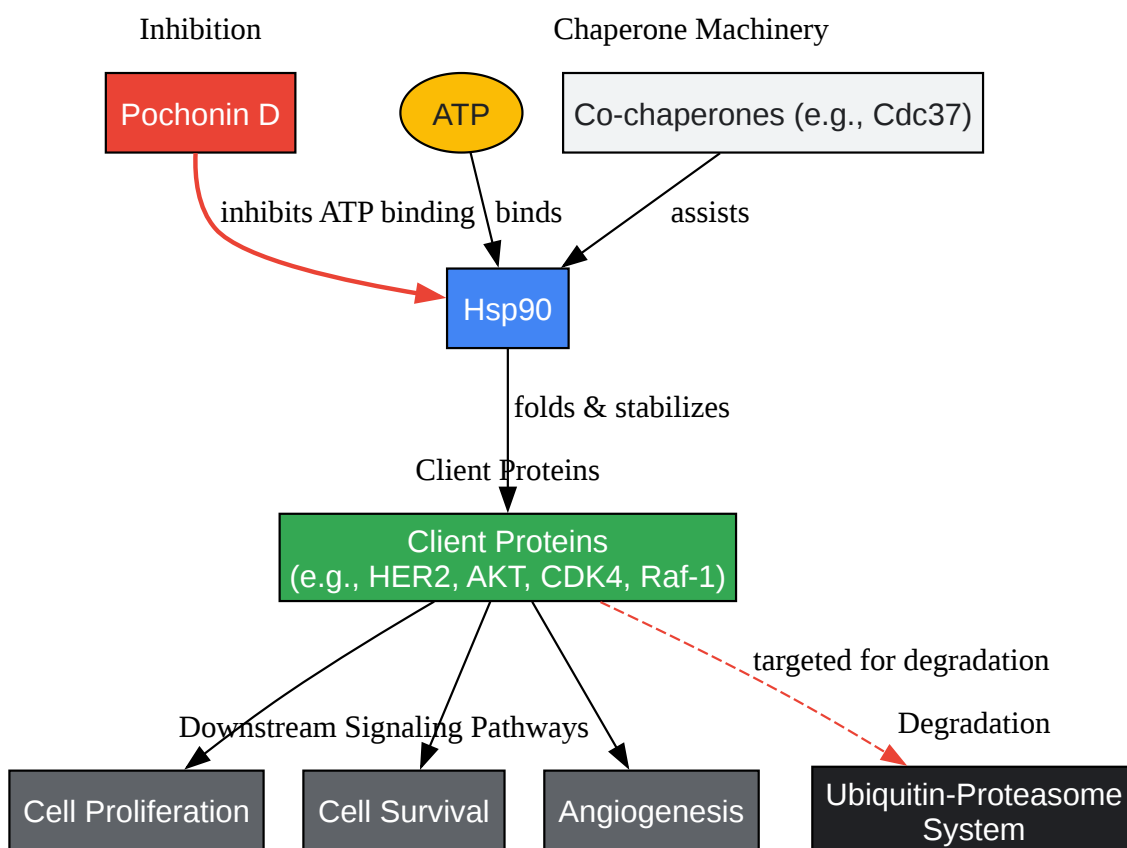 Inhibition
Chaperone Machinery
Pochonin D
ATP
Co-chaperones (e.g., Cdc37)
inhibits ATP binding
binds
assists
Hsp90
folds & stabilizes
Client Proteins
Client Proteins
(e.g., HER2, AKT, CDK4, Raf-1)
targeted for degradation
Downstream Signaling Pathways
Degradation
Cell Proliferation
Cell Survival
Angiogenesis
Ubiquitin-Proteasome
System